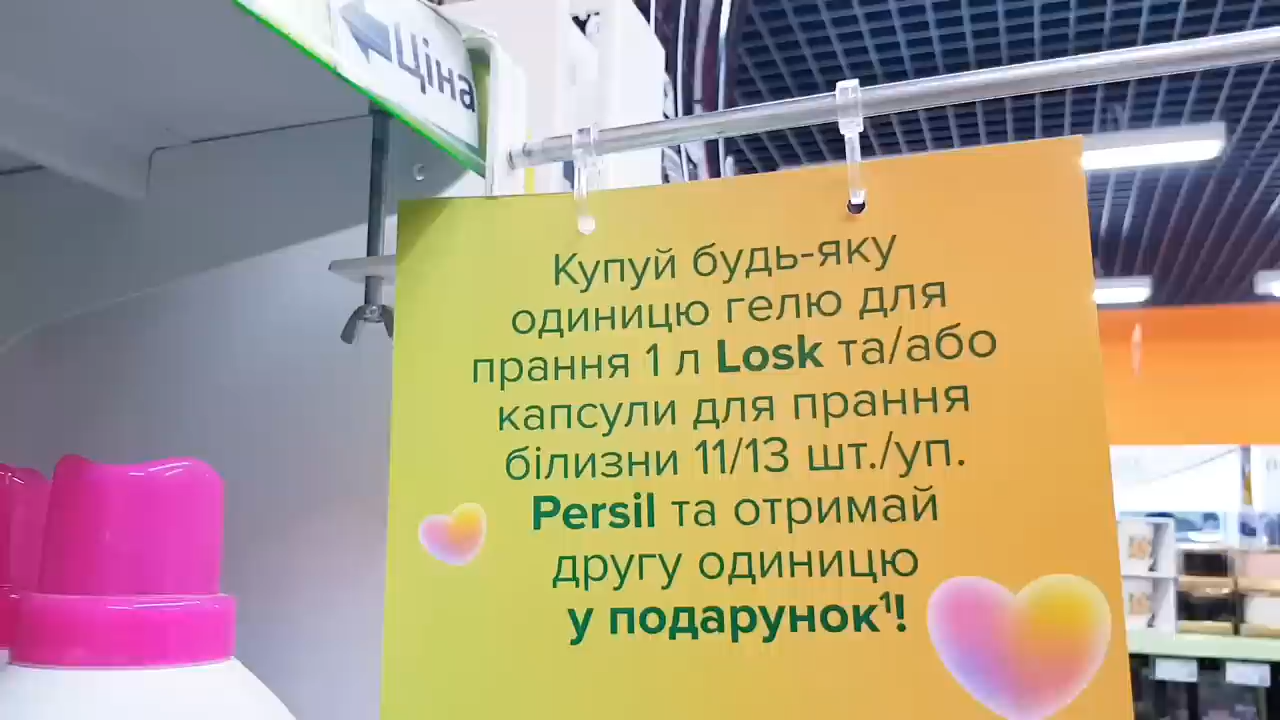 Ціна
Купуй будь-яку
одиницю гелю для
прання 1 л Losk та/або
капсули для прання
білизни 11/13 шт./уп.
Persil та отримай
другу одиницю
у подарунок¹!